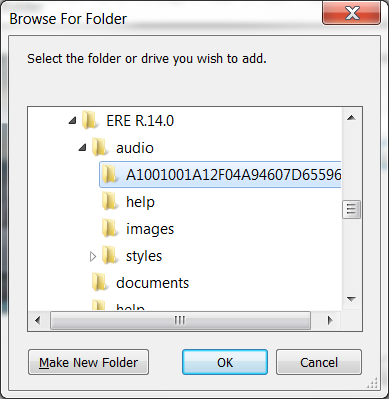 Browse For Folder
Select the folder or drive you wish to add.
ERE R.14.0
audio
A1001001A12F04A94607D65596
help
images
styles
documents
help
Make New Folder
OK
Cancel